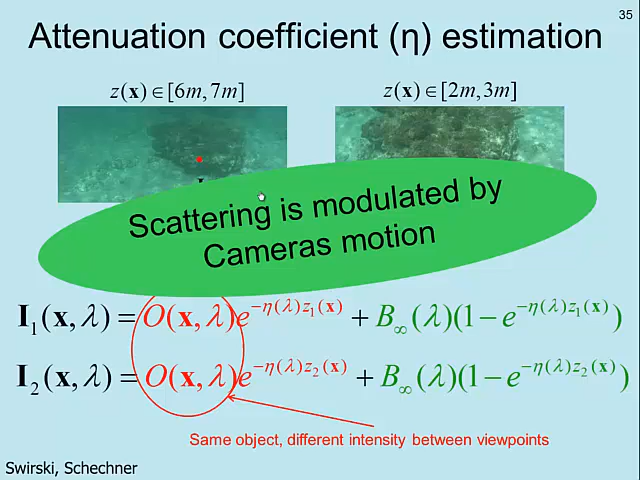 35
Attenuation coefficient (η) estimation
z(x) ∈ [6m, 7m]
z(x) ∈ [2m, 3m]
Scattering is modulated by
Cameras motion
I₁(x, λ) = O(x, λ)e^{−η(λ)z₁(x)} + B∞(λ)(1 − e^{−η(λ)z₁(x)})
I₂(x, λ) = O(x, λ)e^{−η(λ)z₂(x)} + B∞(λ)(1 − e^{−η(λ)z₂(x)})
Same object, different intensity between viewpoints
Swirski, Schechner